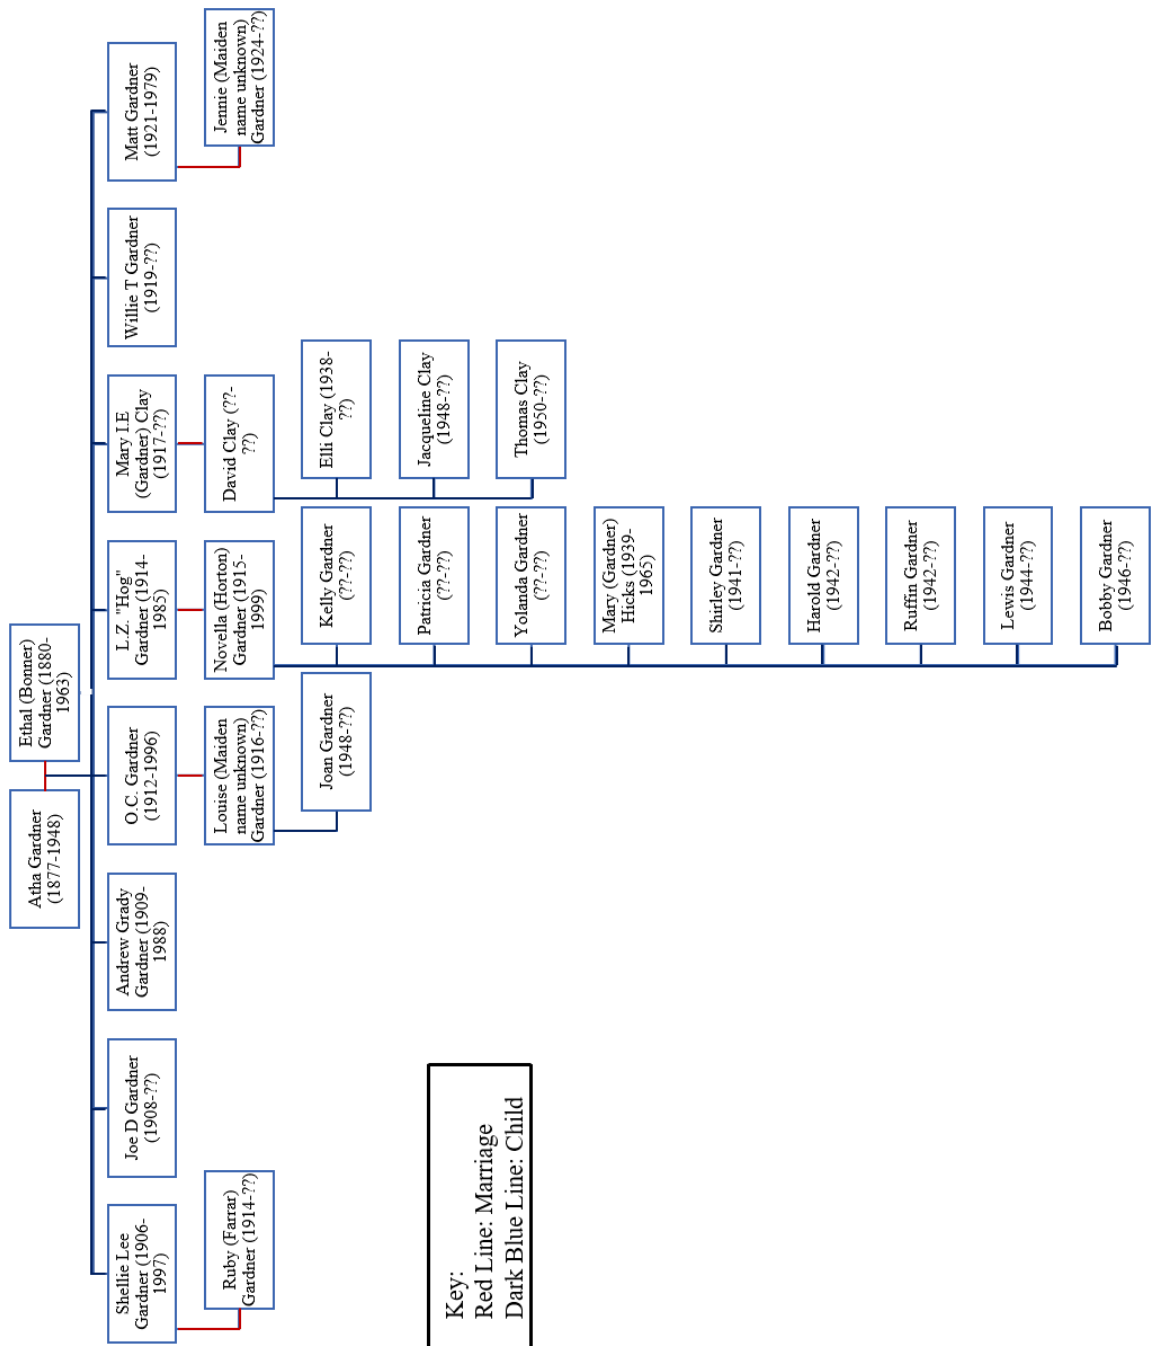 Atha Gardner
(1877-1948)
Ethal (Bonner)
Gardner (1880-
1963)
Shellie Lee
Gardner (1906-
1997)
Joe D Gardner
(1908-??)
Andrew Grady
Gardner (1909-
1988)
O.C. Gardner
(1912-1996)
L.Z. "Hog"
Gardner (1914-
1985)
Mary I.E
(Gardner) Clay
(1917-??)
Willie T Gardner
(1919-??)
Matt Gardner
(1921-1979)
Ruby (Farrar)
Gardner (1914-??)
Louise (Maiden
name unknown)
Gardner (1916-??)
Novella (Horton)
Gardner (1915-
1999)
David Clay (??-
??)
Jennie (Maiden
name unknown)
Gardner (1924-??)
Joan Gardner
(1948-??)
Kelly Gardner
(??-??)
Patricia Gardner
(??-??)
Yolanda Gardner
(??-??)
Mary (Gardner)
Hicks (1939-
1965)
Shirley Gardner
(1941-??)
Harold Gardner
(1942-??)
Ruffin Gardner
(1942-??)
Lewis Gardner
(1944-??)
Bobby Gardner
(1946-??)
Elli Clay (1938-
??)
Jacqueline Clay
(1948-??)
Thomas Clay
(1950-??)
Key:
Red Line: Marriage
Dark Blue Line: Child